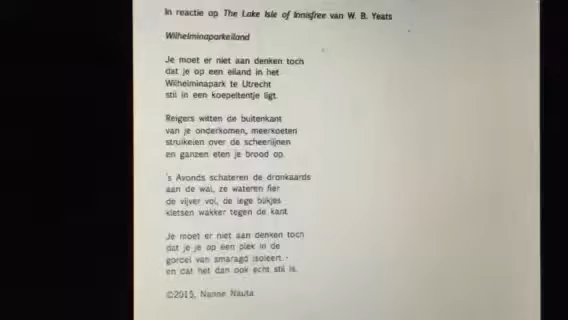 In reactie op The Lake Isle of Innisfree van W. B. Yeats
Wilhelminaparkeiland
Je moet er niet aan denken toch
dat je op een eiland in het
Wilhelminapark te Utrecht
stil in een koepeltentje ligt.
Reigers witten de buitenkant
van je onderkomen, meerkoeten
struikelen over de scheerlijnen
en ganzen eten je brood op.
's Avonds schateren de dronkaards
aan de wal, ze wateren fier
de vijver vol, de lege blikjes
kletsen wakker tegen de kant.
Je moet er niet aan denken toch
dat je je op een plek in de
gordel van smaragd isoleert -
en dat het dan ook echt stil is.
©2015, Nanne Nauta